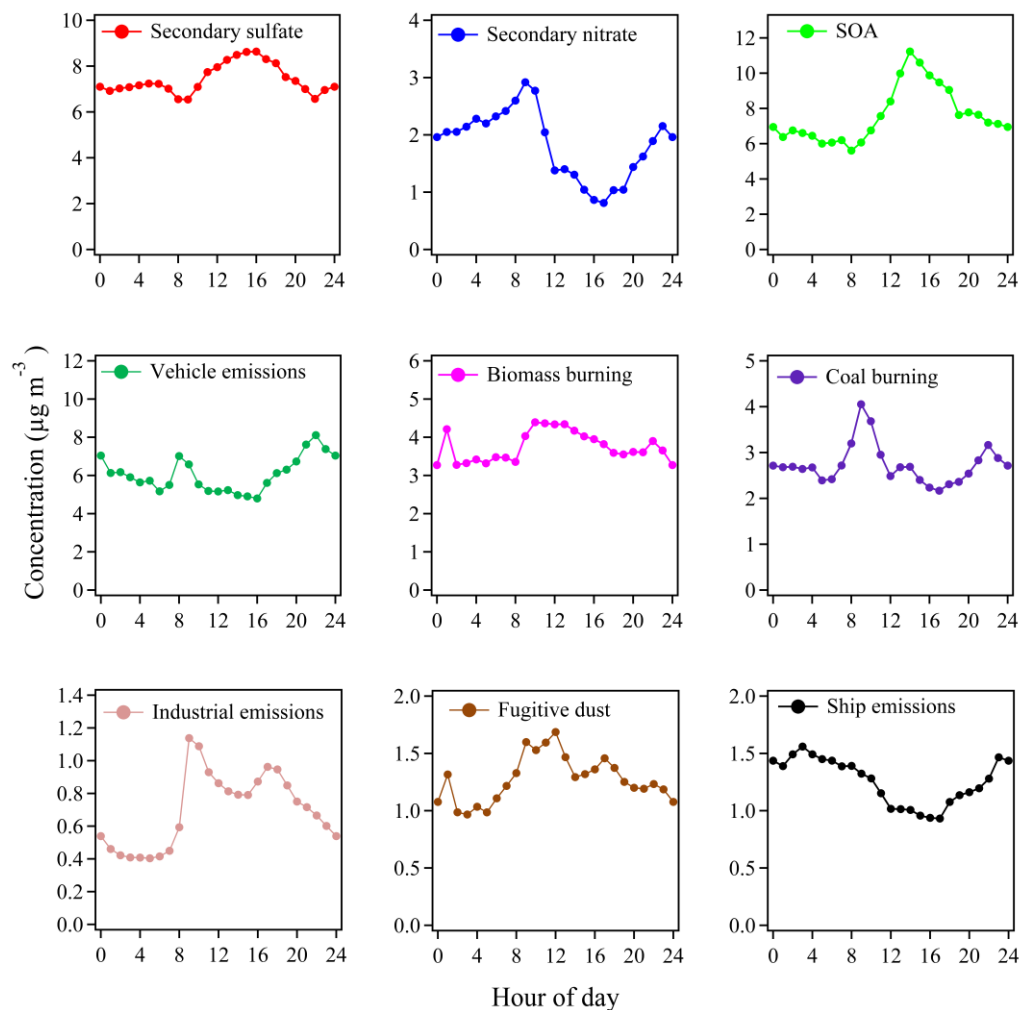 Secondary sulfate
10
8
6
4
2
0
0 4 8 12 16 20 24
Secondary nitrate
4
3
2
1
0
0 4 8 12 16 20 24
SOA
12
10
8
6
4
2
0
0 4 8 12 16 20 24
Concentration (µg m⁻³)
Vehicle emissions
12
10
8
6
4
2
0
0 4 8 12 16 20 24
Biomass burning
6
5
4
3
2
1
0
0 4 8 12 16 20 24
Coal burning
5
4
3
2
1
0
0 4 8 12 16 20 24
Industrial emissions
1.4
1.2
1.0
0.8
0.6
0.4
0.2
0.0
0 4 8 12 16 20 24
Fugitive dust
2.0
1.5
1.0
0.5
0.0
0 4 8 12 16 20 24
Ship emissions
2.0
1.5
1.0
0.5
0.0
0 4 8 12 16 20 24
Hour of day